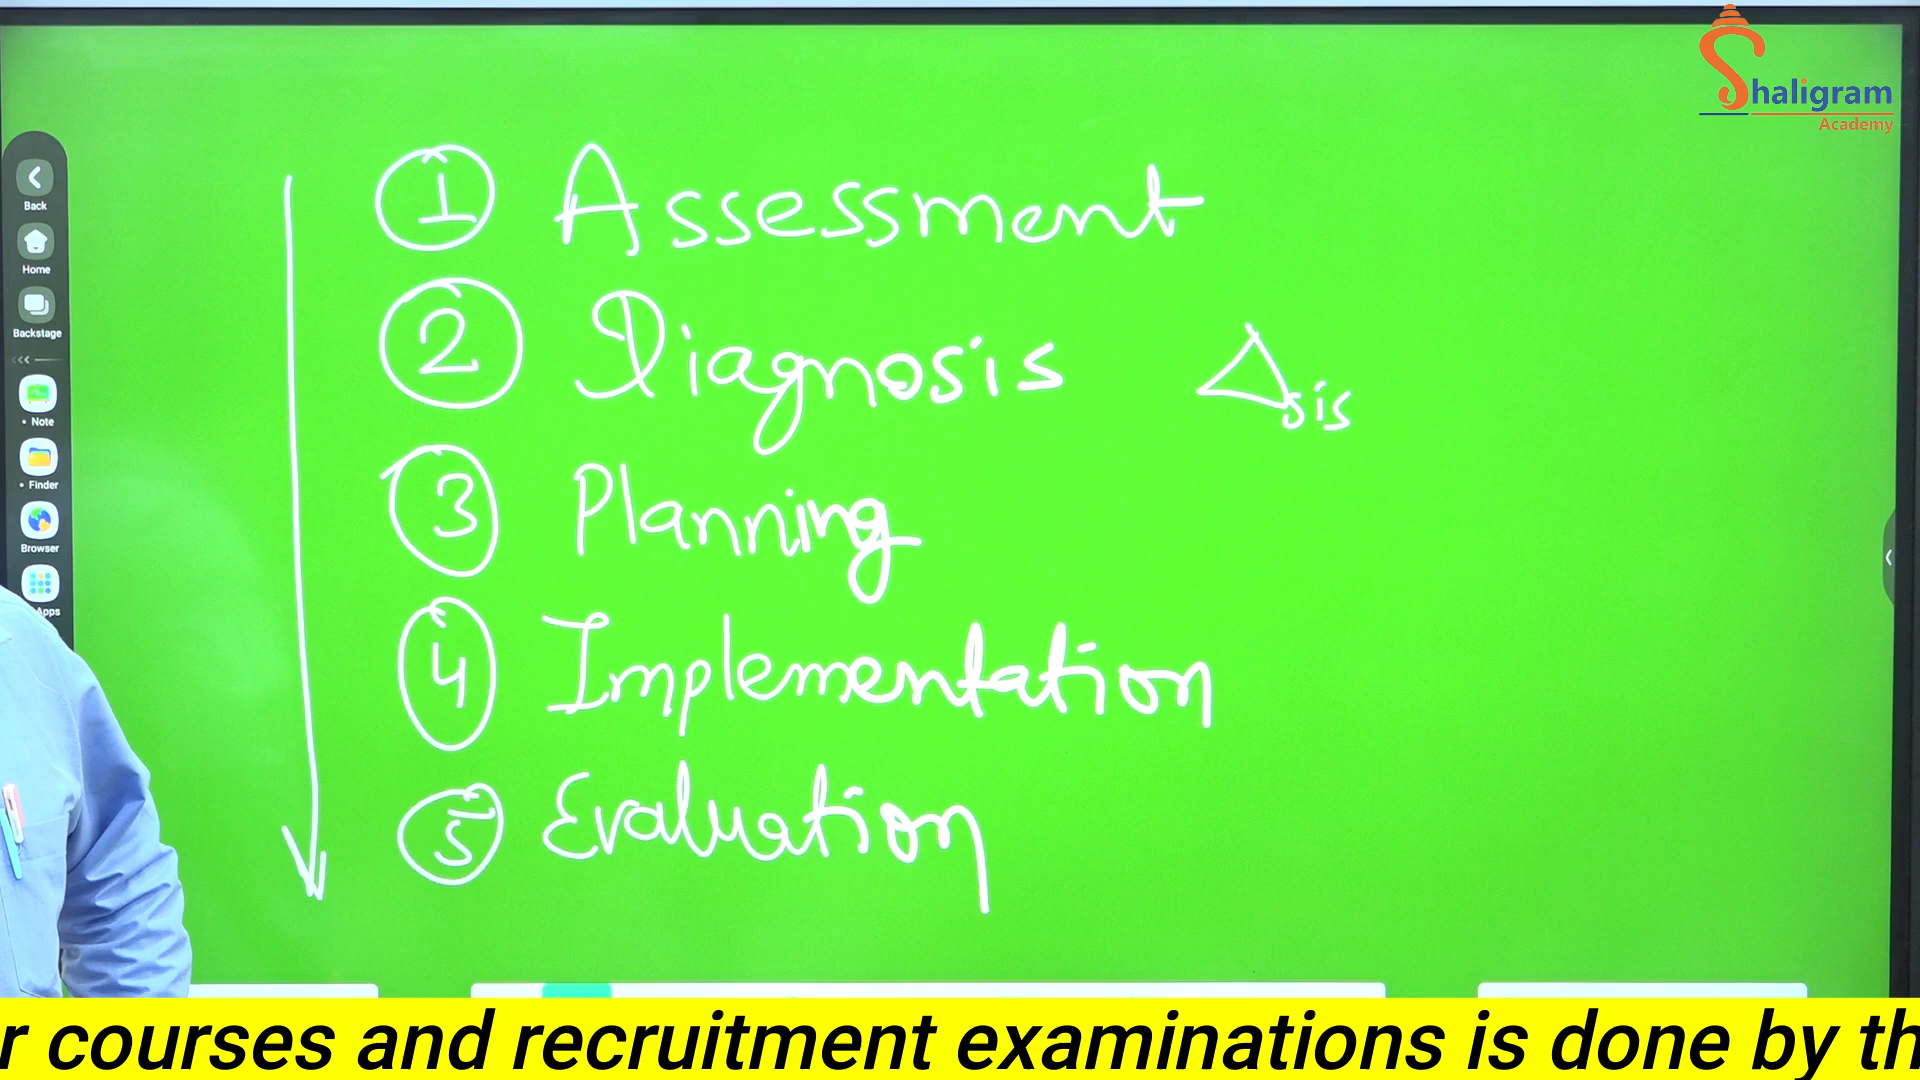 Shaligram
Academy
1 Assessment
2 Diagnosis Δsis
3 Planning
4 Implementation
5 Evaluation
Back
Home
Backstage
Note
Finder
Browser
Apps
r courses and recruitment examinations is done by th